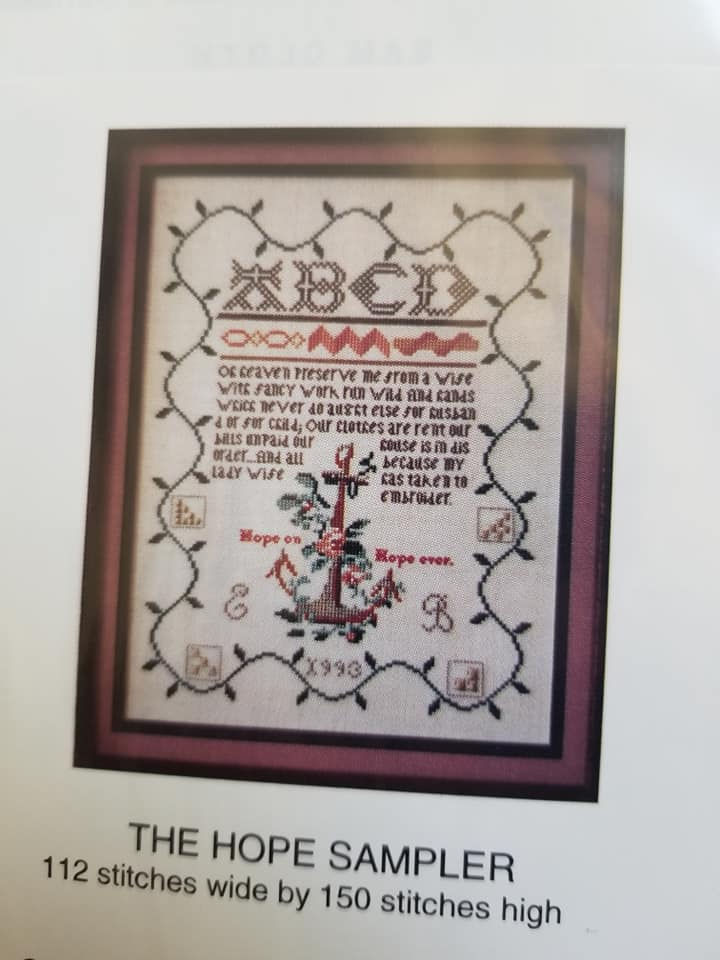 ABCD
Oh heaven preserve me from a wife
With fancy work run wild and hands
which never do aught else for husban
d or for child; Our clothes are rent our
bills unpaid our house is in dis
order...And all because my
lady wife has taken to
embroider.
Hope on
Hope ever.
E B
1993
THE HOPE SAMPLER
112 stitches wide by 150 stitches high